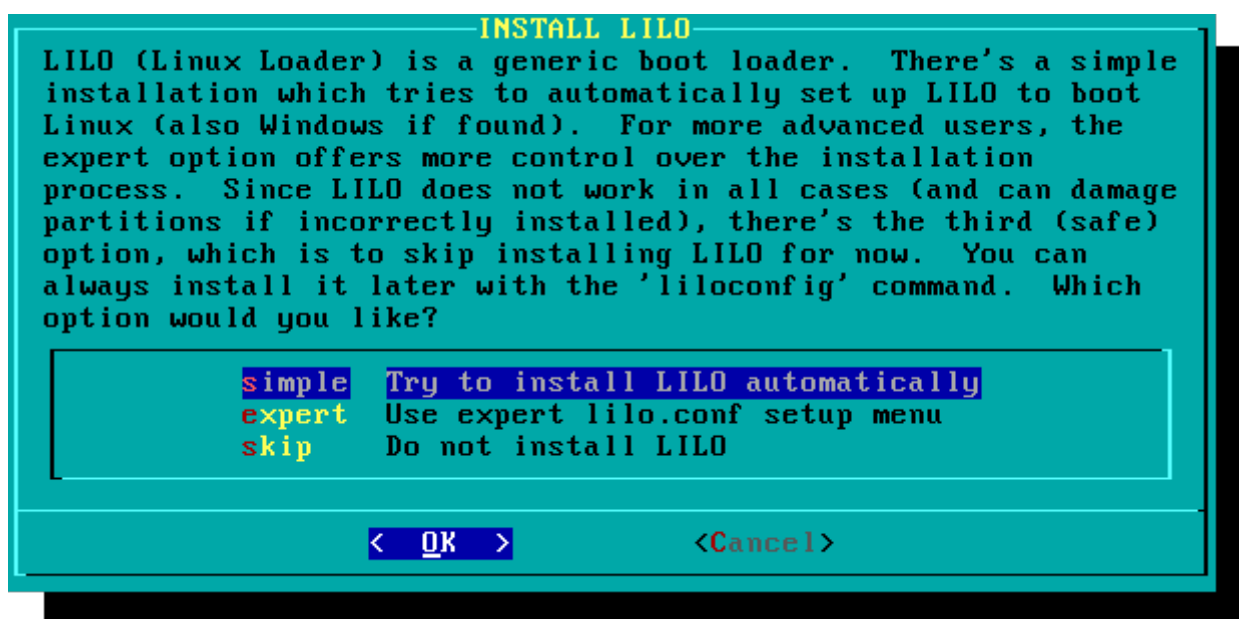 INSTALL LILO
LILO (Linux Loader) is a generic boot loader.  There's a simple
installation which tries to automatically set up LILO to boot
Linux (also Windows if found).  For more advanced users, the
expert option offers more control over the installation
process.  Since LILO does not work in all cases (and can damage
partitions if incorrectly installed), there's the third (safe)
option, which is to skip installing LILO for now.  You can
always install it later with the 'liloconfig' command.  Which
option would you like?
simple  Try to install LILO automatically
expert  Use expert lilo.conf setup menu
skip    Do not install LILO
<  OK  >          <Cancel>